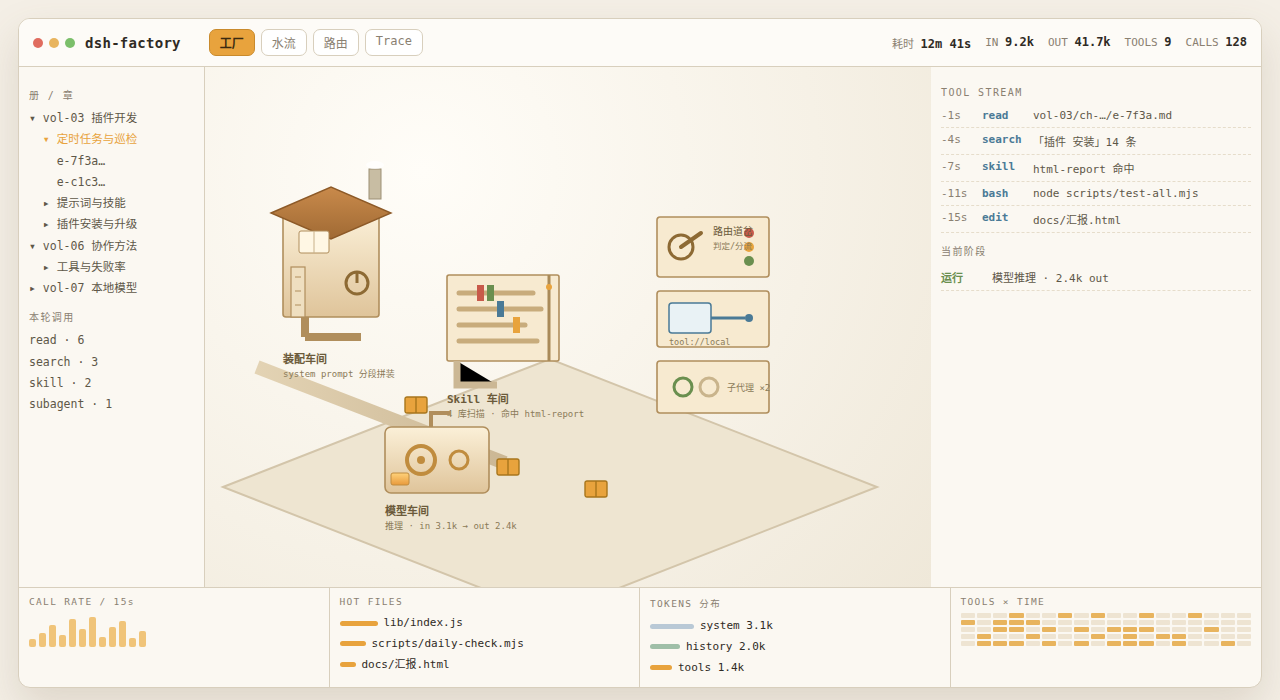 dsh-factory
工厂
水流
路由
Trace
耗时 12m 41s
IN 9.2k
OUT 41.7k
TOOLS 9
CALLS 128
册 / 章
▾ vol-03 插件开发
▾ 定时任务与巡检
e-7f3a…
e-c1c3…
▸ 提示词与技能
▸ 插件安装与升级
▾ vol-06 协作方法
▸ 工具与失败率
▸ vol-07 本地模型
本轮调用
read · 6
search · 3
skill · 2
subagent · 1
装配车间
system prompt 分段拼装
Skill 车间
库扫描 · 命中 html-report
模型车间
推理 · in 3.1k → out 2.4k
路由道岔
判定/分流
tool://local
子代理 ×2
TOOL STREAM
-1s read vol-03/ch-…/e-7f3a.md
-4s search 「插件 安装」14 条
-7s skill html-report 命中
-11s bash node scripts/test-all.mjs
-15s edit docs/汇报.html
当前阶段
运行 模型推理 · 2.4k out
CALL RATE / 15s
HOT FILES
lib/index.js
scripts/daily-check.mjs
docs/汇报.html
TOKENS 分布
system 3.1k
history 2.0k
tools 1.4k
TOOLS × TIME